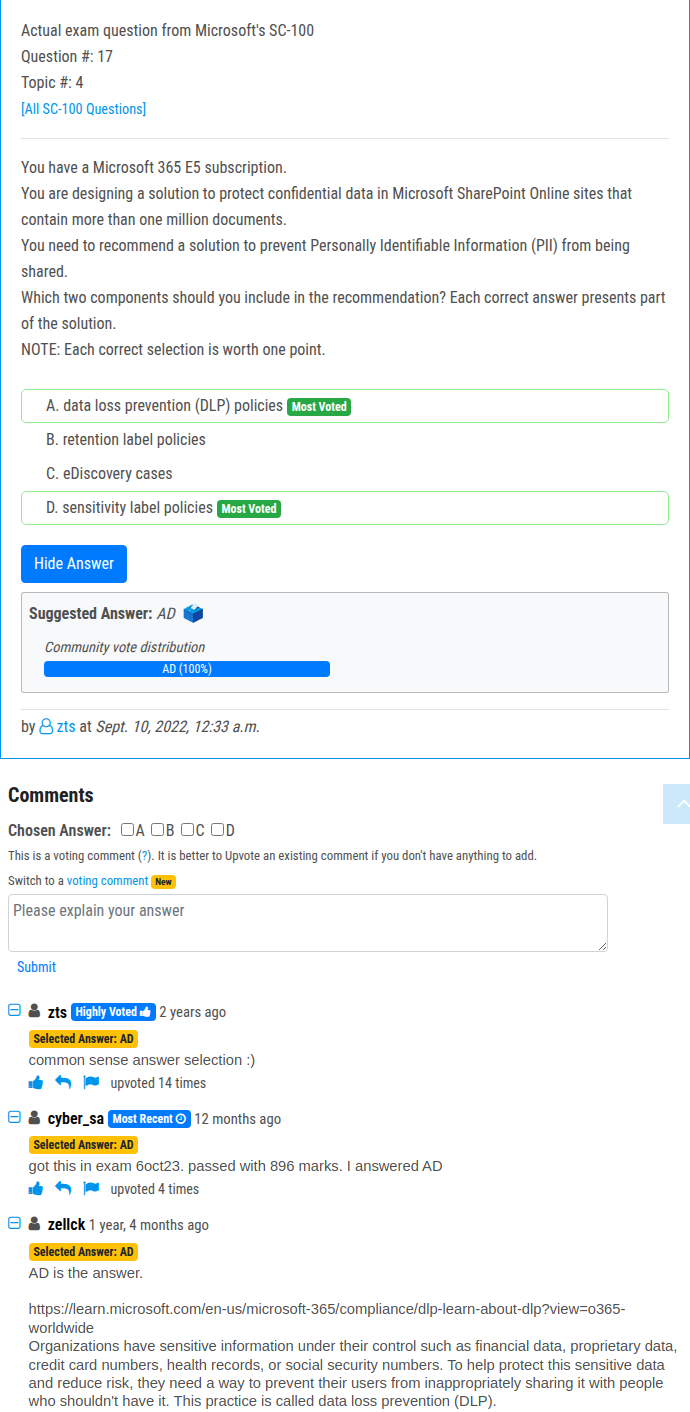 Actual exam question from Microsoft's SC-100
Question #: 17
Topic #: 4
[All SC-100 Questions]
You have a Microsoft 365 E5 subscription.
You are designing a solution to protect confidential data in Microsoft SharePoint Online sites that
contain more than one million documents.
You need to recommend a solution to prevent Personally Identifiable Information (PII) from being
shared.
Which two components should you include in the recommendation? Each correct answer presents part
of the solution.
NOTE: Each correct selection is worth one point.
A. data loss prevention (DLP) policies Most Voted
B. retention label policies
C. eDiscovery cases
D. sensitivity label policies Most Voted
Hide Answer
Suggested Answer: AD
Community vote distribution
AD (100%)
by zts at Sept. 10, 2022, 12:33 a.m.
Comments
Chosen Answer: A B C D
This is a voting comment (?). It is better to Upvote an existing comment if you don't have anything to add.
Switch to a voting comment New
Please explain your answer
Submit
zts Highly Voted 2 years ago
Selected Answer: AD
common sense answer selection :)
upvoted 14 times
cyber_sa Most Recent 12 months ago
Selected Answer: AD
got this in exam 6oct23. passed with 896 marks. I answered AD
upvoted 4 times
zellck 1 year, 4 months ago
Selected Answer: AD
AD is the answer.
https://learn.microsoft.com/en-us/microsoft-365/compliance/dlp-learn-about-dlp?view=o365-
worldwide
Organizations have sensitive information under their control such as financial data, proprietary data,
credit card numbers, health records, or social security numbers. To help protect this sensitive data
and reduce risk, they need a way to prevent their users from inappropriately sharing it with people
who shouldn't have it. This practice is called data loss prevention (DLP).